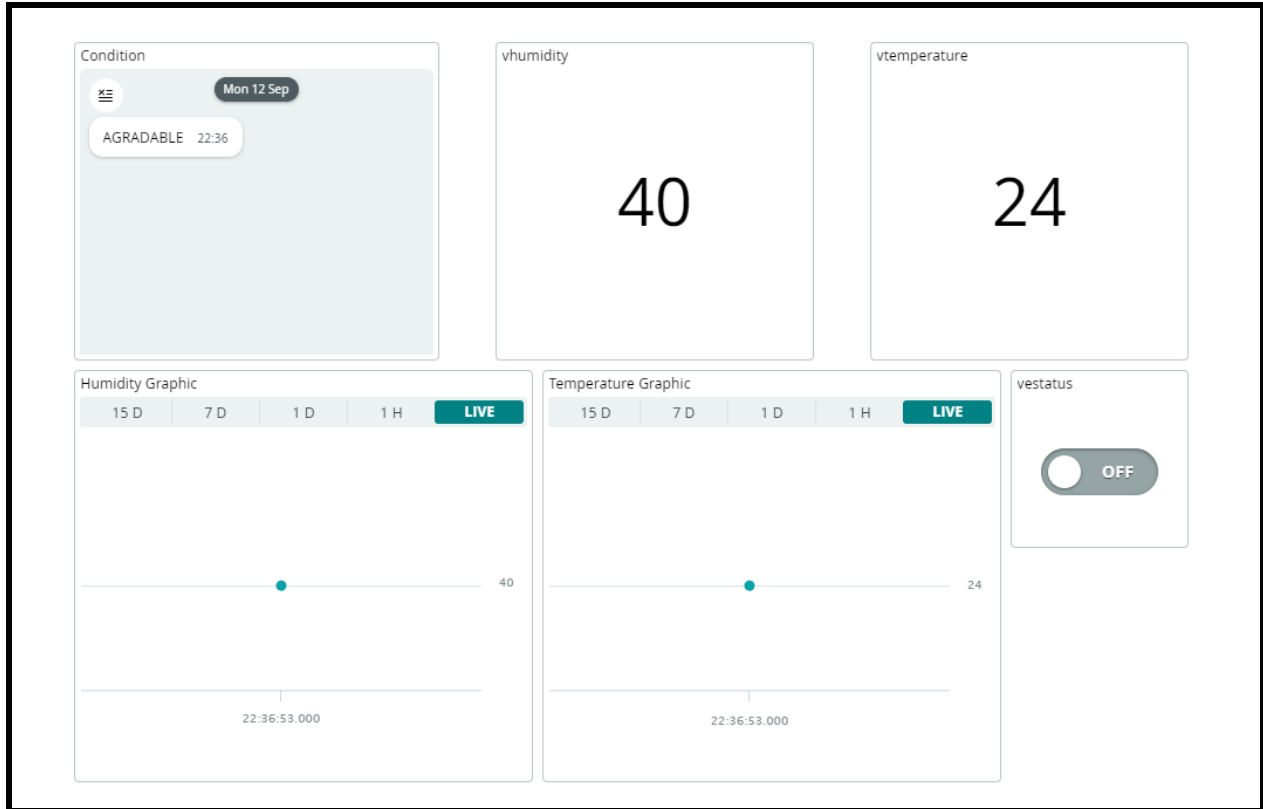 Condition
Mon 12 Sep
AGRADABLE 22:36
vhumidity
40
vtemperature
24
Humidity Graphic
15 D 7 D 1 D 1 H LIVE
40
22:36:53.000
Temperature Graphic
15 D 7 D 1 D 1 H LIVE
24
22:36:53.000
vestatus
OFF